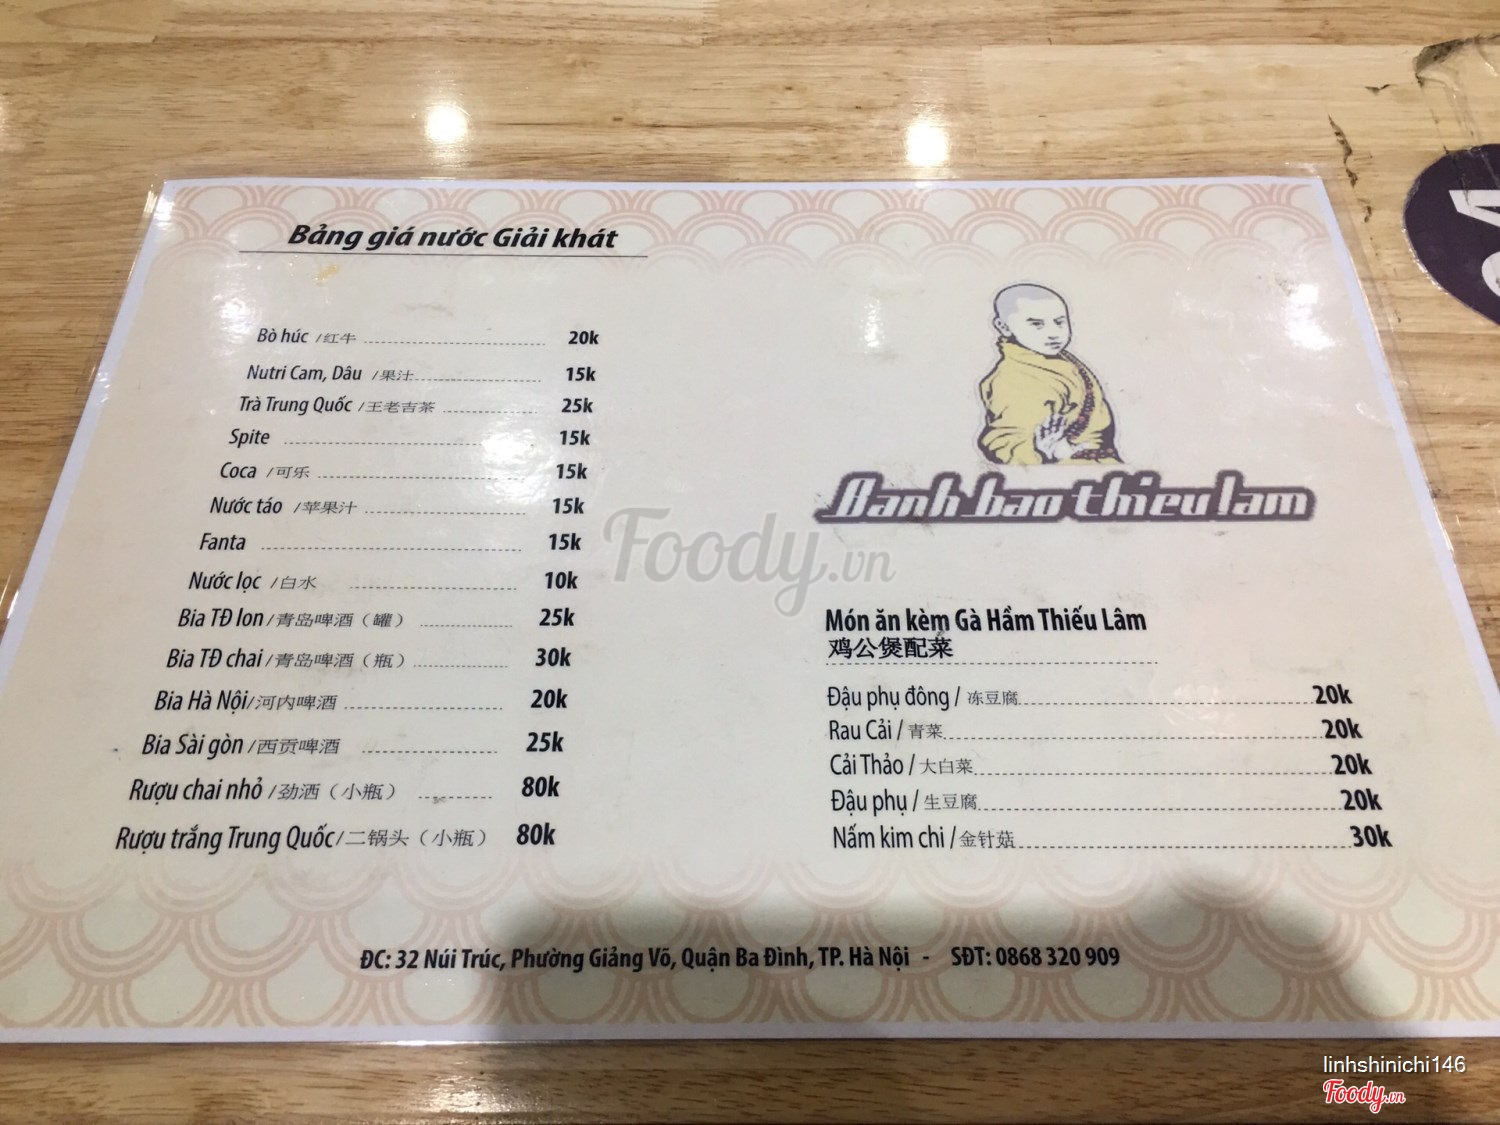 Bảng giá nước Giải khát
Bò húc /红牛 20k
Nutri Cam, Dâu /果汁 15k
Trà Trung Quốc /王老吉茶 25k
Spite 15k
Coca /可乐 15k
Nước táo /苹果汁 15k
Fanta 15k
Nước lọc /白水 10k
Bia TĐ lon /青岛啤酒（罐） 25k
Bia TĐ chai /青岛啤酒（瓶） 30k
Bia Hà Nội/河内啤酒 20k
Bia Sài gòn /西贡啤酒 25k
Rượu chai nhỏ /劲酒（小瓶） 80k
Rượu trắng Trung Quốc/二锅头（小瓶） 80k
Banh bao thieu lam
Món ăn kèm Gà Hầm Thiếu Lâm
鸡公煲配菜
Đậu phụ đông / 冻豆腐 20k
Rau Cải / 青菜 20k
Cải Thảo / 大白菜 20k
Đậu phụ / 生豆腐 20k
Nấm kim chi / 金针菇 30k
ĐC: 32 Núi Trúc, Phường Giảng Võ, Quận Ba Đình, TP. Hà Nội - SĐT: 0868 320 909
Foody.vn
linhshinichi146
Foody.vn